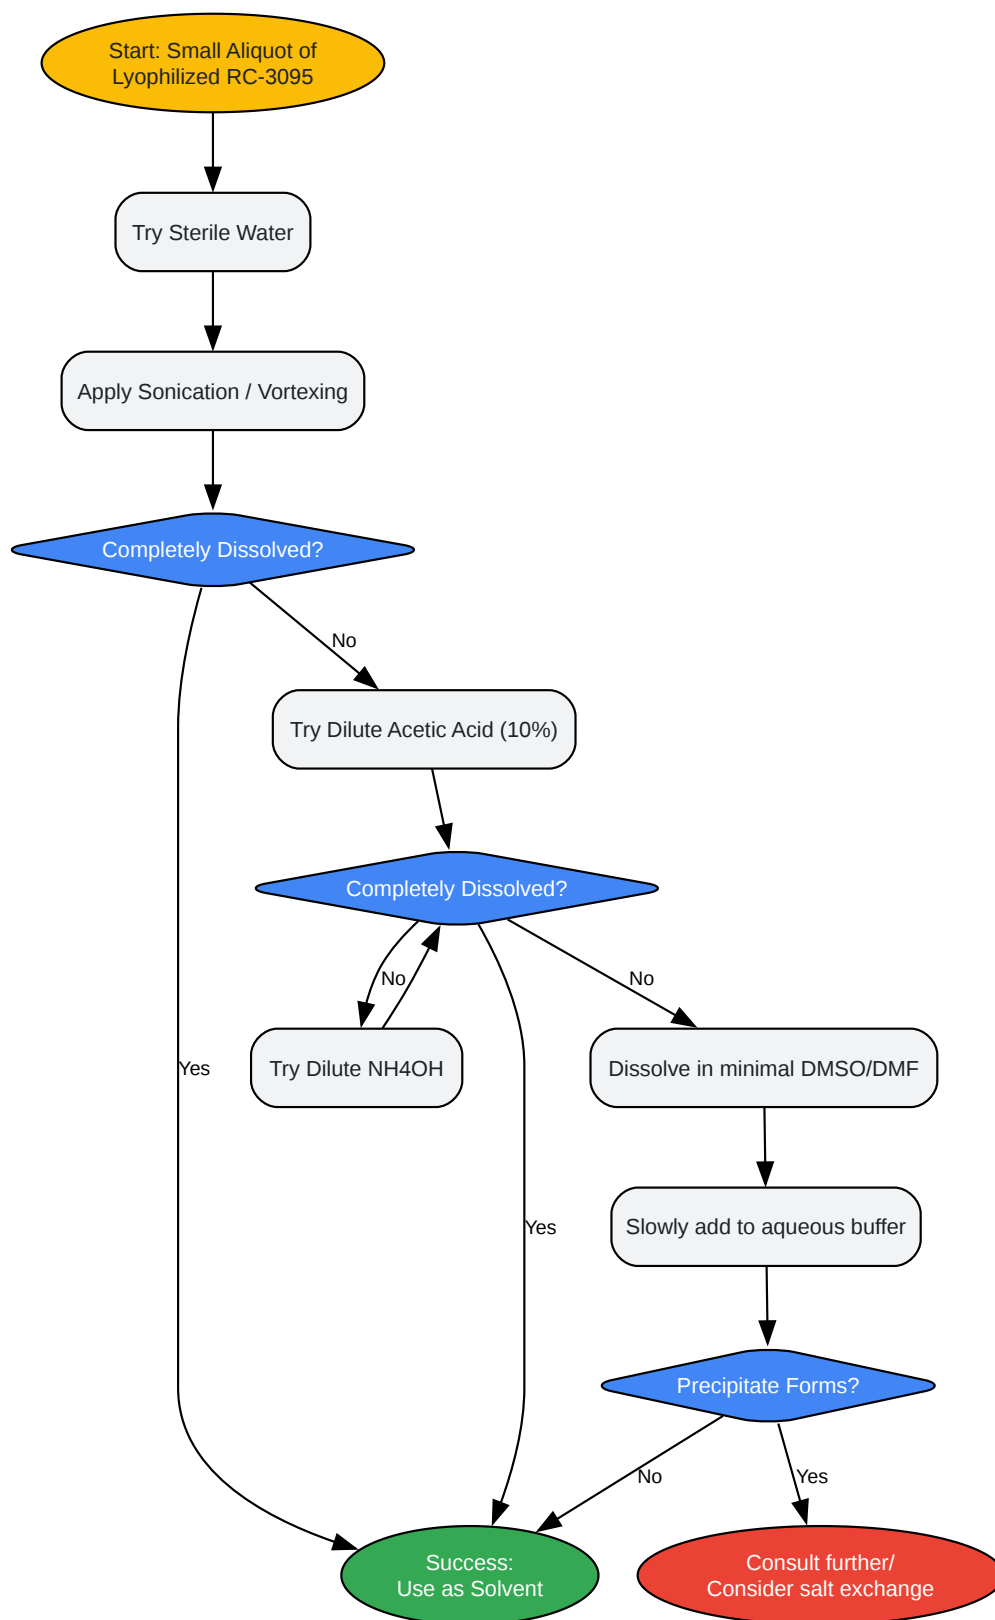 Start: Small Aliquot of
Lyophilized RC-3095
Try Sterile Water
Apply Sonication / Vortexing
Completely Dissolved?
No
Try Dilute Acetic Acid (10%)
Completely Dissolved?
No
No
Try Dilute NH4OH
Yes
Dissolve in minimal DMSO/DMF
Slowly add to aqueous buffer
Yes
Precipitate Forms?
No
Yes
Success:
Use as Solvent
Consult further/
Consider salt exchange